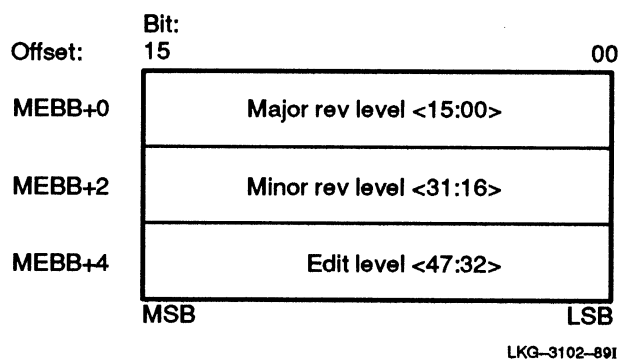 Bit:
Offset: 15 00
MEBB+0 Major rev level <15:00>
MEBB+2 Minor rev level <31:16>
MEBB+4 Edit level <47:32>
MSB LSB
LKG–3102–89I